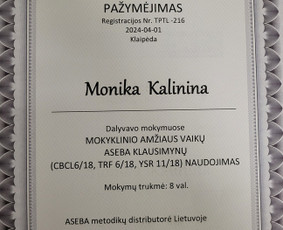 PAŽYMĖJIMAS
Registracijos Nr. TPTL -216
2024-04-01
Klaipėda
Monika Kalinina
Dalyvavo mokymuose
MOKYKLINIO AMŽIAUS VAIKŲ
ASEBA KLAUSIMYNŲ
(CBCL6/18, TRF 6/18, YSR 11/18) NAUDOJIMAS
Mokymų trukmė: 8 val.
ASEBA metodikų distributorė Lietuvoje